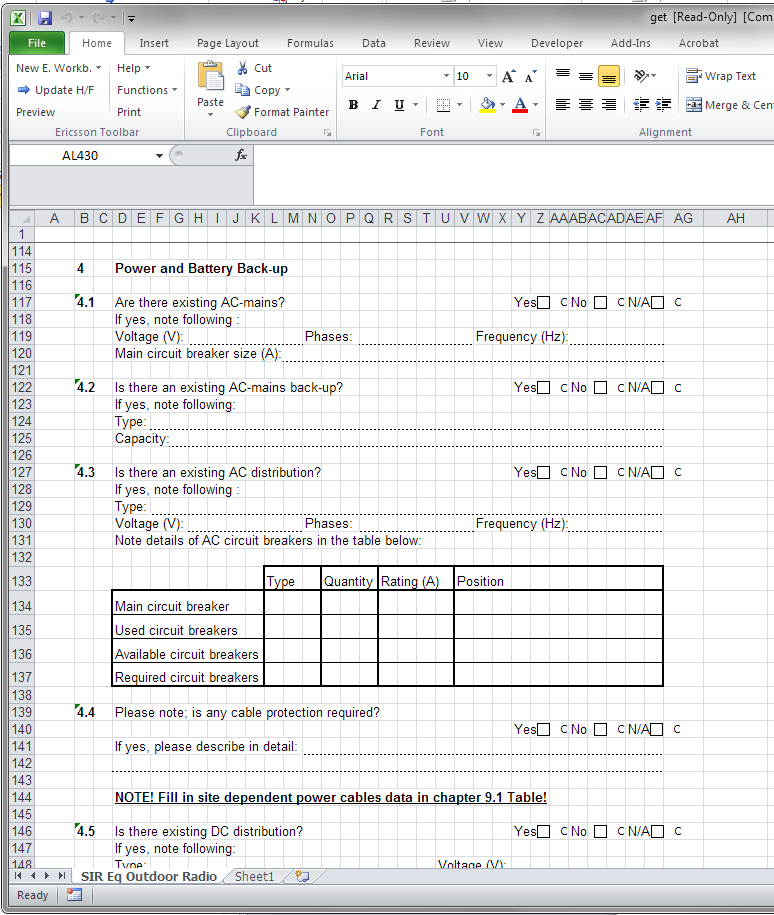 get [Read-Only] [Com
File Home Insert Page Layout Formulas Data Review View Developer Add-Ins Acrobat
New E. Workb. Help
Update H/F Functions
Preview Print
Ericsson Toolbar
Paste Cut
Copy
Format Painter
Clipboard
Arial 10 A A
B I U A
Font
Wrap Text
Merge & Cen
Alignment
AL430 fx
A B C D E F G H I J K L M N O P Q R S T U V W X Y Z AA AB AC AD AE AF AG AH
1
114
115 4 Power and Battery Back-up
116
117 4.1 Are there existing AC-mains? Yes C No C N/A C
118 If yes, note following :
119 Voltage (V): Phases: Frequency (Hz):
120 Main circuit breaker size (A):
121
122 4.2 Is there an existing AC-mains back-up? Yes C No C N/A C
123 If yes, note following:
124 Type:
125 Capacity:
126
127 4.3 Is there an existing AC distribution? Yes C No C N/A C
128 If yes, note following :
129 Type:
130 Voltage (V): Phases: Frequency (Hz):
131 Note details of AC circuit breakers in the table below:
132
133 Type Quantity Rating (A) Position
134 Main circuit breaker
135 Used circuit breakers
136 Available circuit breakers
137 Required circuit breakers
138
139 4.4 Please note; is any cable protection required?
140 Yes C No C N/A C
141 If yes, please describe in detail:
142
143
144 NOTE! Fill in site dependent power cables data in chapter 9.1 Table!
145
146 4.5 Is there existing DC distribution? Yes C No C N/A C
147 If yes, note following:
148 Type: Voltage (V):
SIR Eq Outdoor Radio Sheet1
Ready